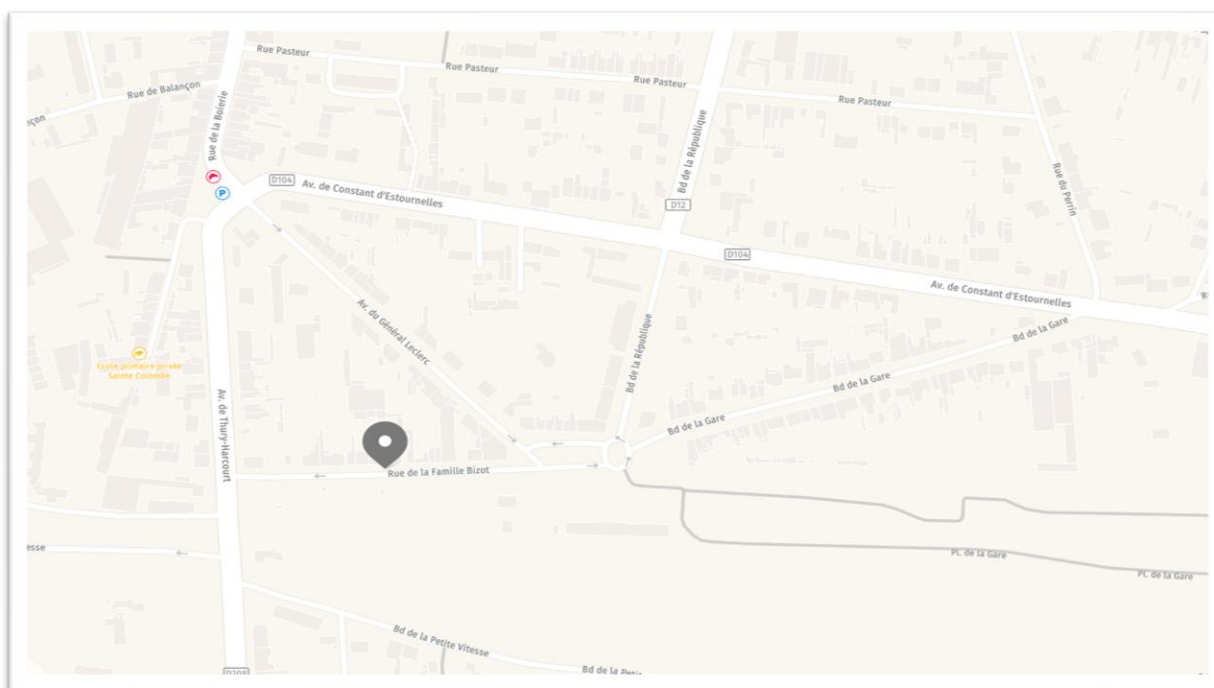 Rue Pasteur
Rue Pasteur
Rue Pasteur
Rue Pasteur
Rue de Balançon
çon
Rue de la Boierie
Bd de la République
D104
Av. de Constant d'Estournelles
P
D12
Rue du Perrin
D104
Av. de Constant d'Estournelles
Av. du Général Leclerc
Bd de la République
Bd de la Gare
Bd de la Gare
Bd de la Gare
École primaire privée
Sainte Colombe
Av. de Thury-Harcourt
Rue de la Famille Bizot
esse
Pl. de la Gare
Pl. de la Gare
Bd de la Petite Vitesse
Bd de la